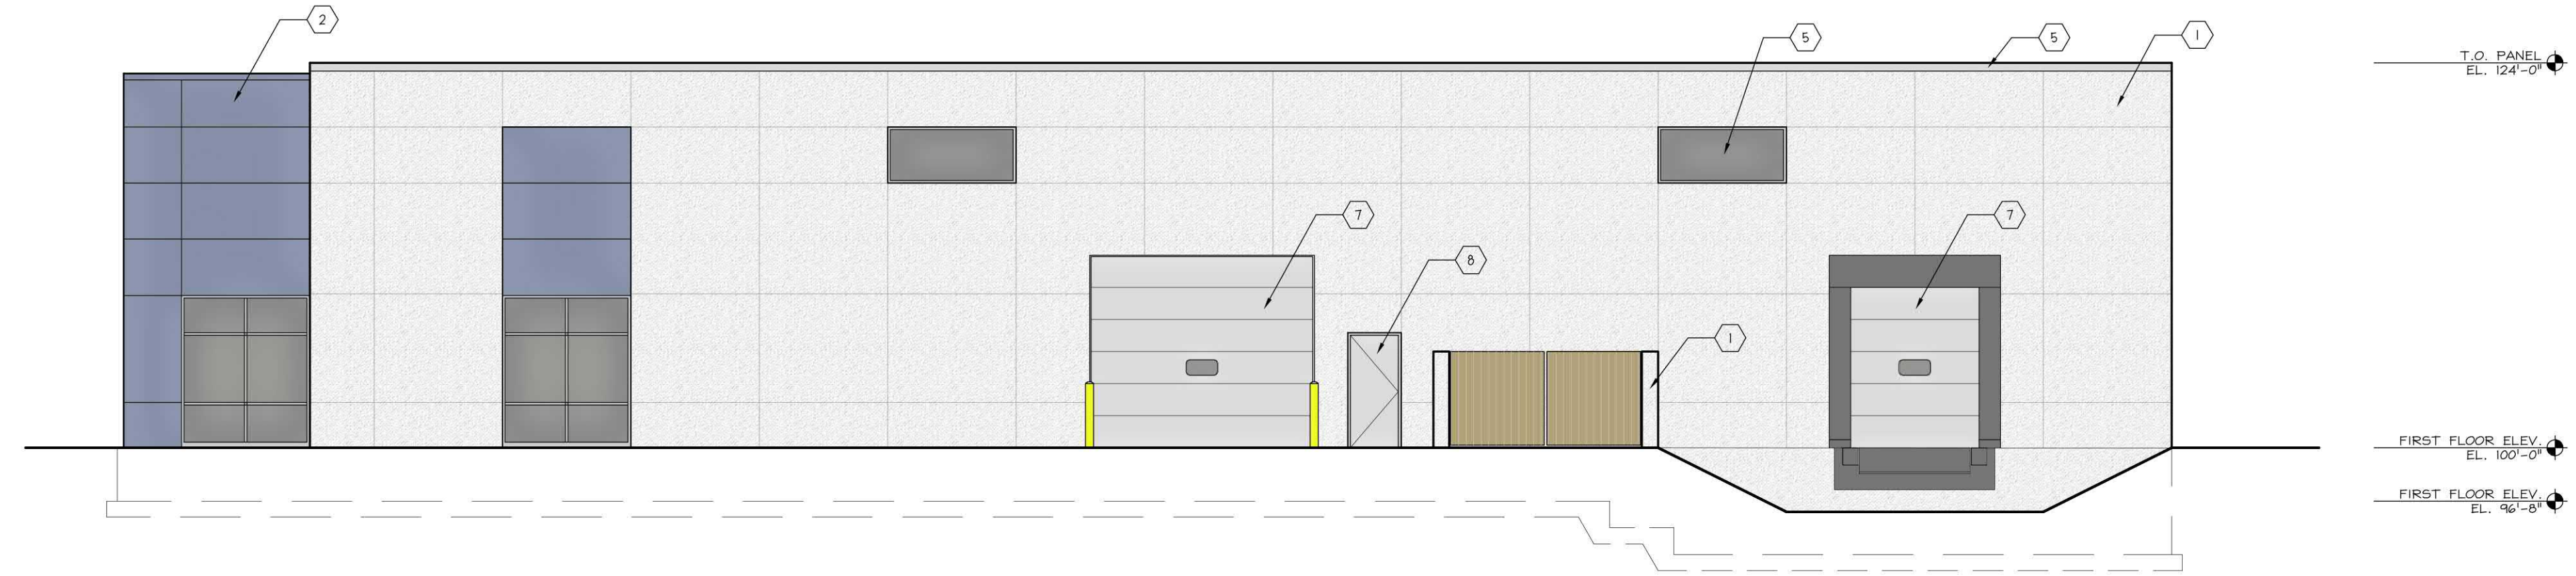 2
5
5
1
T.O. PANEL
EL. 124'-0"
7
7
8
1
FIRST FLOOR ELEV.
EL. 100'-0"
FIRST FLOOR ELEV.
EL. 96'-8"